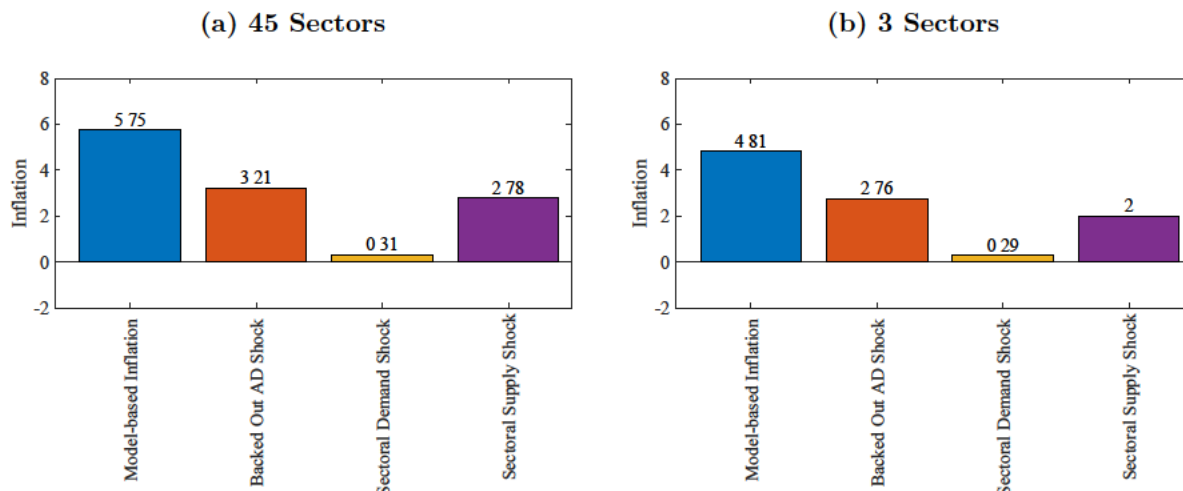 (a) 45 Sectors
8
6
4
2
0
-2
Inflation
5 75
3 21
0 31
2 78
Model-based Inflation
Backed Out AD Shock
Sectoral Demand Shock
Sectoral Supply Shock
(b) 3 Sectors
8
6
4
2
0
-2
Inflation
4 81
2 76
0 29
2
Model-based Inflation
Backed Out AD Shock
Sectoral Demand Shock
Sectoral Supply Shock